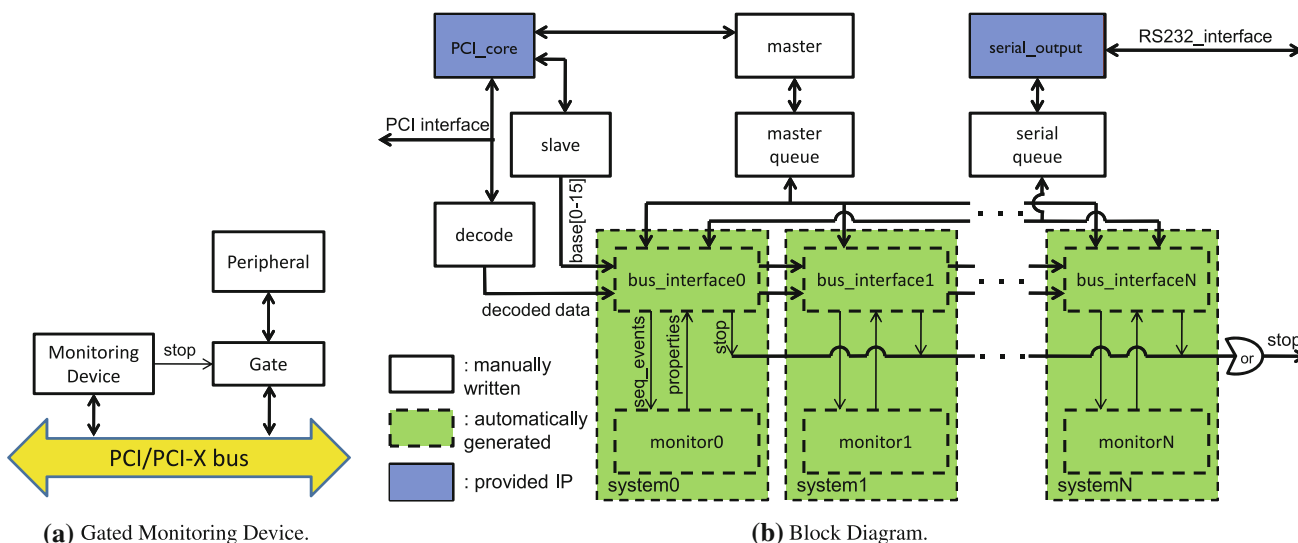 Peripheral
Monitoring
Device
stop
Gate
PCI/PCI-X bus
(a) Gated Monitoring Device.
PCI_core
master
serial_output
RS232_interface
PCI interface
slave
master
queue
serial
queue
base[0-15]
decode
decoded data
bus_interface0
bus_interface1
bus_interfaceN
seq_events
properties
stop
or
stop
monitor0
monitor1
monitorN
system0
system1
systemN
: manually
written
: automatically
generated
: provided IP
(b) Block Diagram.